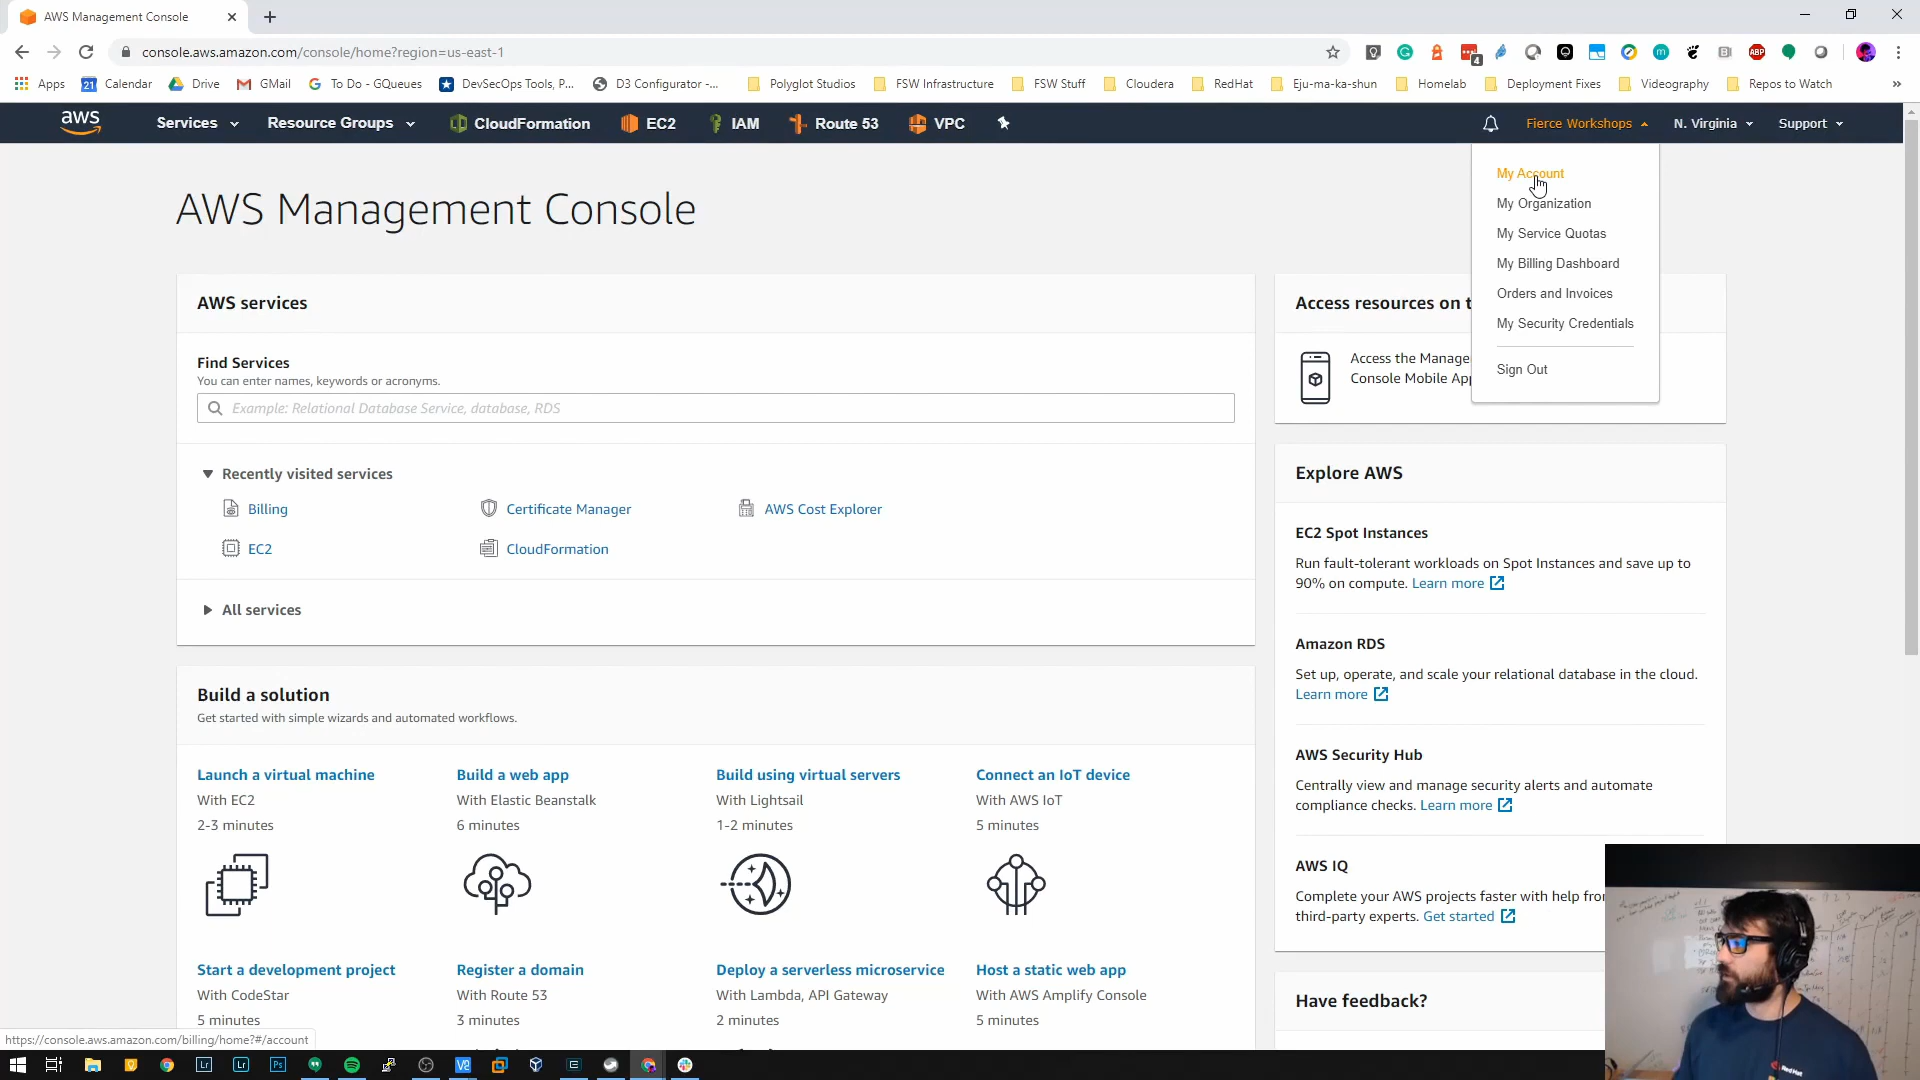 AWS Management Console
console.aws.amazon.com/console/home?region=us-east-1
4
ABP
Apps
21
Calendar
Drive
GMail
To Do - GQueues
DevSecOps Tools, P...
D3 Configurator -...
Polyglot Studios
FSW Infrastructure
FSW Stuff
Cloudera
RedHat
Eju-ma-ka-shun
Homelab
Deployment Fixes
Videography
Repos to Watch
»
aws
Services
Resource Groups
CloudFormation
EC2
IAM
Route 53
VPC
Fierce Workshops
N. Virginia
Support
My Account
My Organization
My Service Quotas
My Billing Dashboard
Orders and Invoices
My Security Credentials
Sign Out
AWS Management Console
AWS services
Find Services
You can enter names, keywords or acronyms.
Example: Relational Database Service, database, RDS
Recently visited services
Billing
Certificate Manager
AWS Cost Explorer
EC2
CloudFormation
All services
Build a solution
Get started with simple wizards and automated workflows.
Launch a virtual machine
With EC2
2-3 minutes
Build a web app
With Elastic Beanstalk
6 minutes
Build using virtual servers
With Lightsail
1-2 minutes
Connect an IoT device
With AWS IoT
5 minutes
Start a development project
With CodeStar
5 minutes
Register a domain
With Route 53
3 minutes
Deploy a serverless microservice
With Lambda, API Gateway
2 minutes
Host a static web app
With AWS Amplify Console
5 minutes
Access resources on t
Access the Manage
Console Mobile App
Explore AWS
EC2 Spot Instances
Run fault-tolerant workloads on Spot Instances and save up to
90% on compute. Learn more
Amazon RDS
Set up, operate, and scale your relational database in the cloud.
Learn more
AWS Security Hub
Centrally view and manage security alerts and automate
compliance checks. Learn more
AWS IQ
Complete your AWS projects faster with help fro
third-party experts. Get started
Have feedback?
https://console.aws.amazon.com/billing/home?#/account
Lr
Lr
Ps
Red Hat